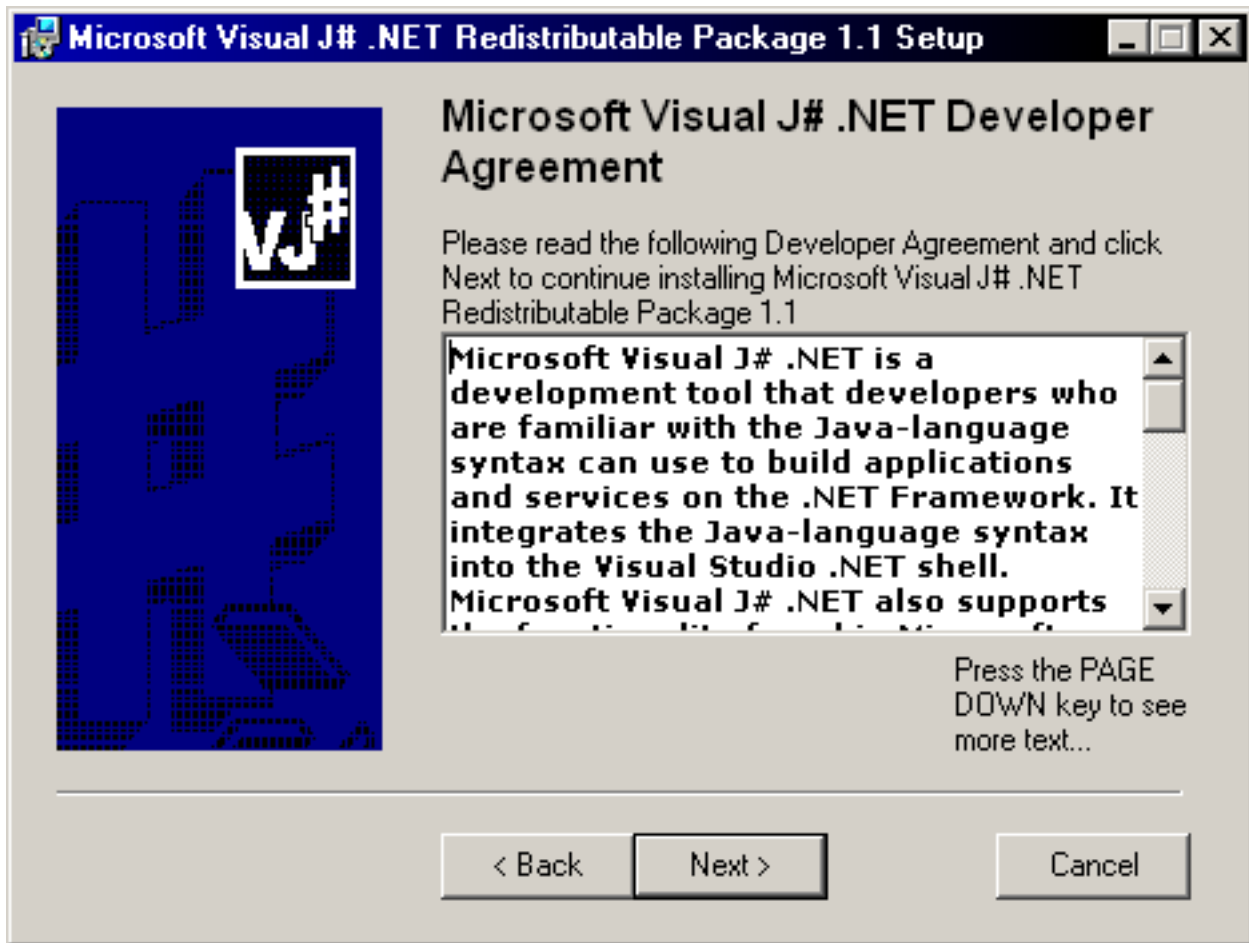 Microsoft Visual J# .NET Redistributable Package 1.1 Setup
VJ#
Microsoft Visual J# .NET Developer
Agreement
Please read the following Developer Agreement and click
Next to continue installing Microsoft Visual J# .NET
Redistributable Package 1.1
Microsoft Visual J# .NET is a
development tool that developers who
are familiar with the Java-language
syntax can use to build applications
and services on the .NET Framework. It
integrates the Java-language syntax
into the Visual Studio .NET shell.
Microsoft Visual J# .NET also supports
Press the PAGE
DOWN key to see
more text...
< Back
Next >
Cancel